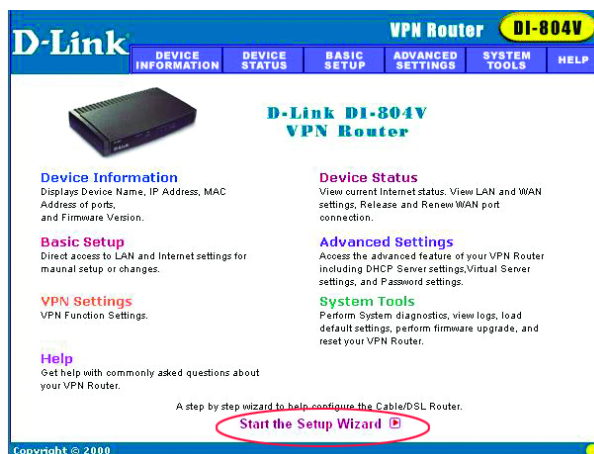 D-Link
VPN Router DI-804V
DEVICE INFORMATION
DEVICE STATUS
BASIC SETUP
ADVANCED SETTINGS
SYSTEM TOOLS
HELP
D-Link DI-804V
VPN Router
Device Information
Displays Device Name, IP Address, MAC
Address of ports,
and Firmware Version.
Device Status
View current Internet status. View LAN and WAN
settings, Release and Renew WAN port
connection.
Basic Setup
Direct access to LAN and Internet settings for
maunal setup or changes.
Advanced Settings
Access the advanced feature of your VPN Router
including DHCP Server settings,Virtual Server
settings, and Password settings.
VPN Settings
VPN Function Settings.
System Tools
Perform System diagnostics, view logs, load
default settings, perform firmware upgrade, and
reset your VPN Router.
Help
Get help with commonly asked questions about
your VPN Router.
A step by step wizard to help configure the Cable/DSL Router.
Start the Setup Wizard
Copyright © 2000